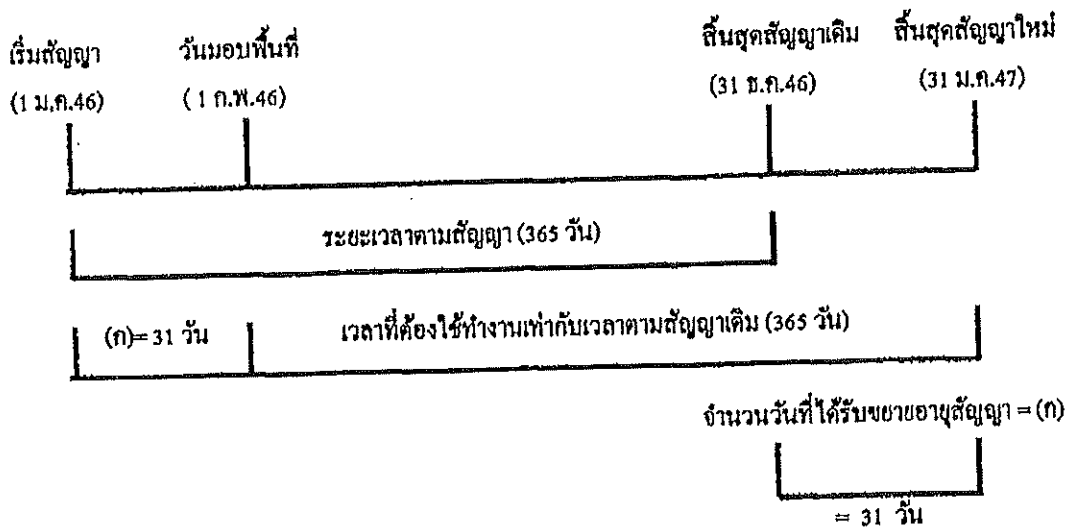 เริ่มสัญญา วันมอบพื้นที่ สิ้นสุดสัญญาเดิม สิ้นสุดสัญญาใหม่
(1 ม.ค.46) ( 1 ก.พ.46) (31 ธ.ค.46) (31 ม.ค.47)
ระยะเวลาตามสัญญา (365 วัน)
(ก)= 31 วัน เวลาที่ต้องใช้ทำงานเท่ากับเวลาตามสัญญาเดิม (365 วัน)
จำนวนวันที่ได้รับขยายอายุสัญญา = (ก)
= 31 วัน